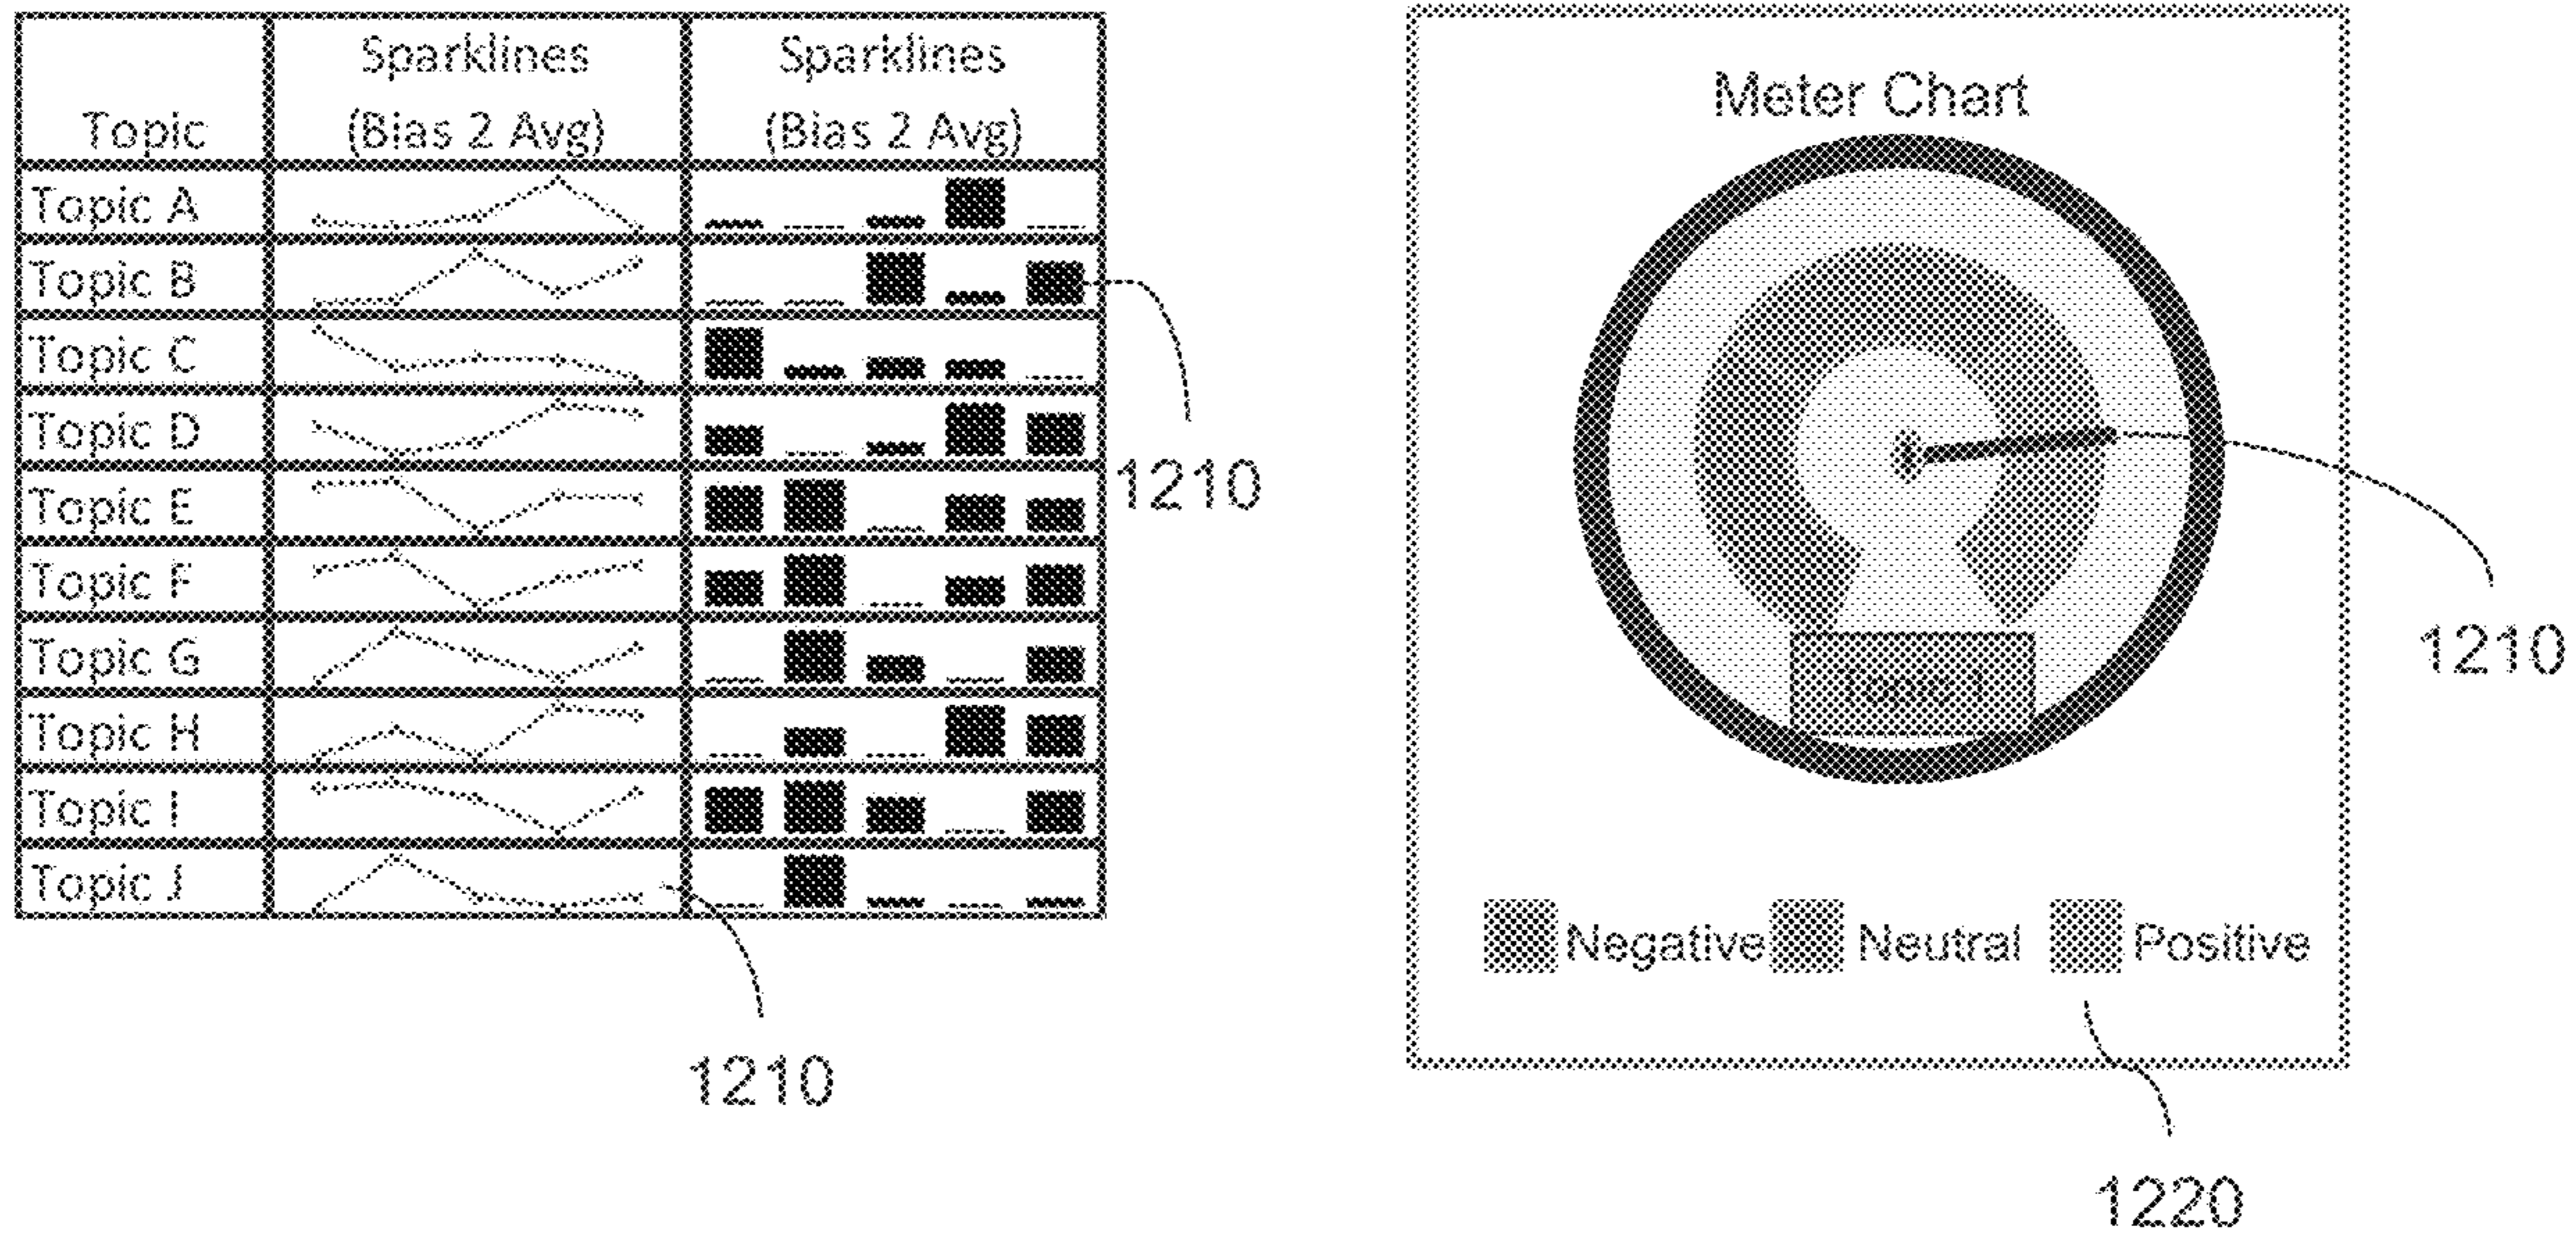 Sparklines Sparklines
Topic (Bias 2 Avg) (Bias 2 Avg)
Topic A
Topic B
Topic C
Topic D
Topic E
Topic F
Topic G
Topic H
Topic I
Topic J
1210
1210
Meter Chart
1210
Negative Neutral Positive
1220